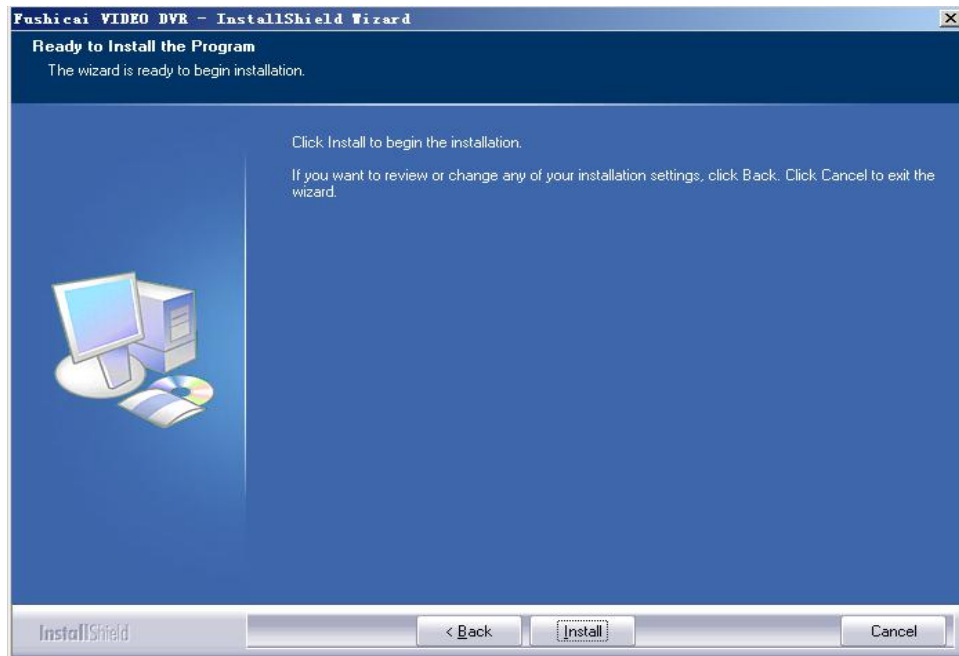 Fushicai VIDEO DVR - InstallShield Wizard
Ready to Install the Program
The wizard is ready to begin installation.
Click Install to begin the installation.
If you want to review or change any of your installation settings, click Back. Click Cancel to exit the
wizard.
InstallShield
< Back
Install
Cancel